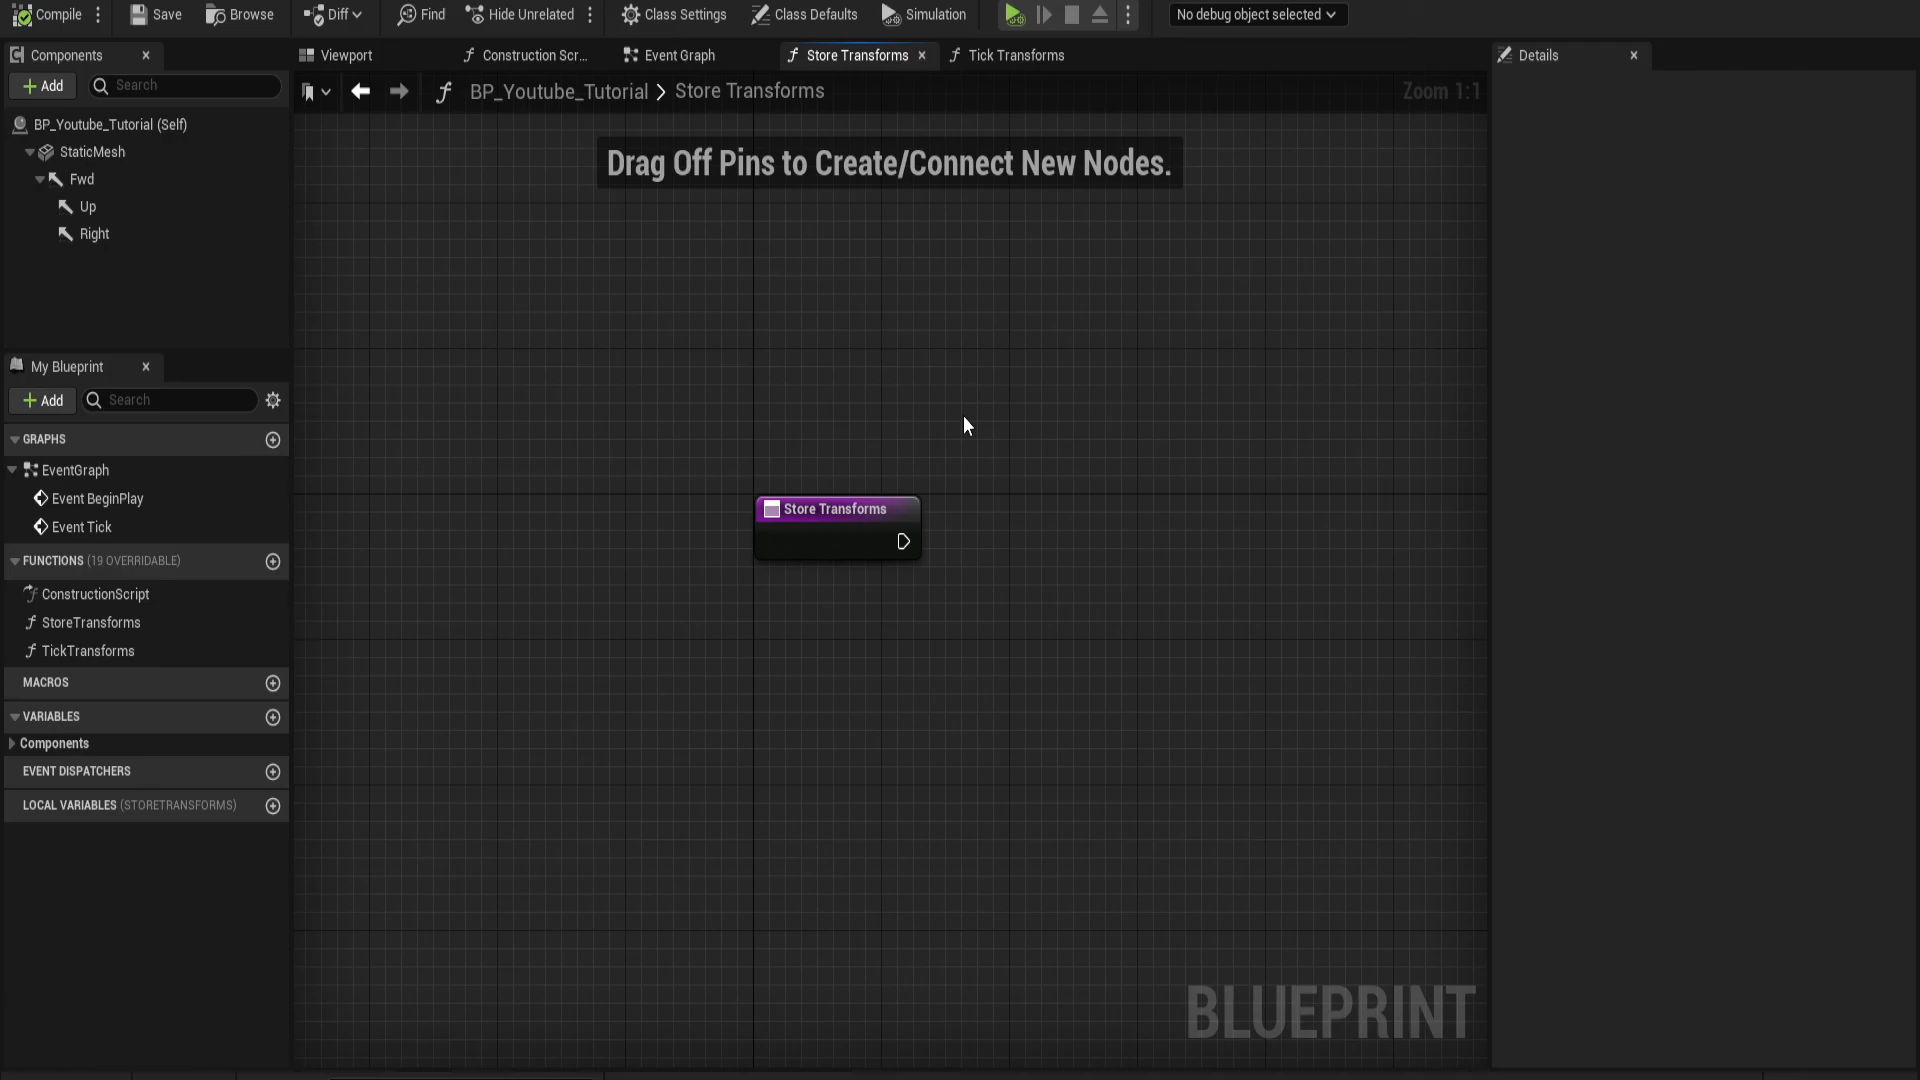 Compile
Save
Browse
Diff
Find
Hide Unrelated
Class Settings
Class Defaults
Simulation
No debug object selected
Components
Viewport
Construction Scr...
Event Graph
Store Transforms
Tick Transforms
Details
Add
Search
BP_Youtube_Tutorial > Store Transforms
Zoom 1:1
BP_Youtube_Tutorial (Self)
StaticMesh
Fwd
Up
Right
Drag Off Pins to Create/Connect New Nodes.
My Blueprint
Add
Search
GRAPHS
EventGraph
Event BeginPlay
Event Tick
FUNCTIONS (19 OVERRIDABLE)
ConstructionScript
StoreTransforms
TickTransforms
MACROS
VARIABLES
Components
EVENT DISPATCHERS
LOCAL VARIABLES (STORETRANSFORMS)
Store Transforms
BLUEPRINT